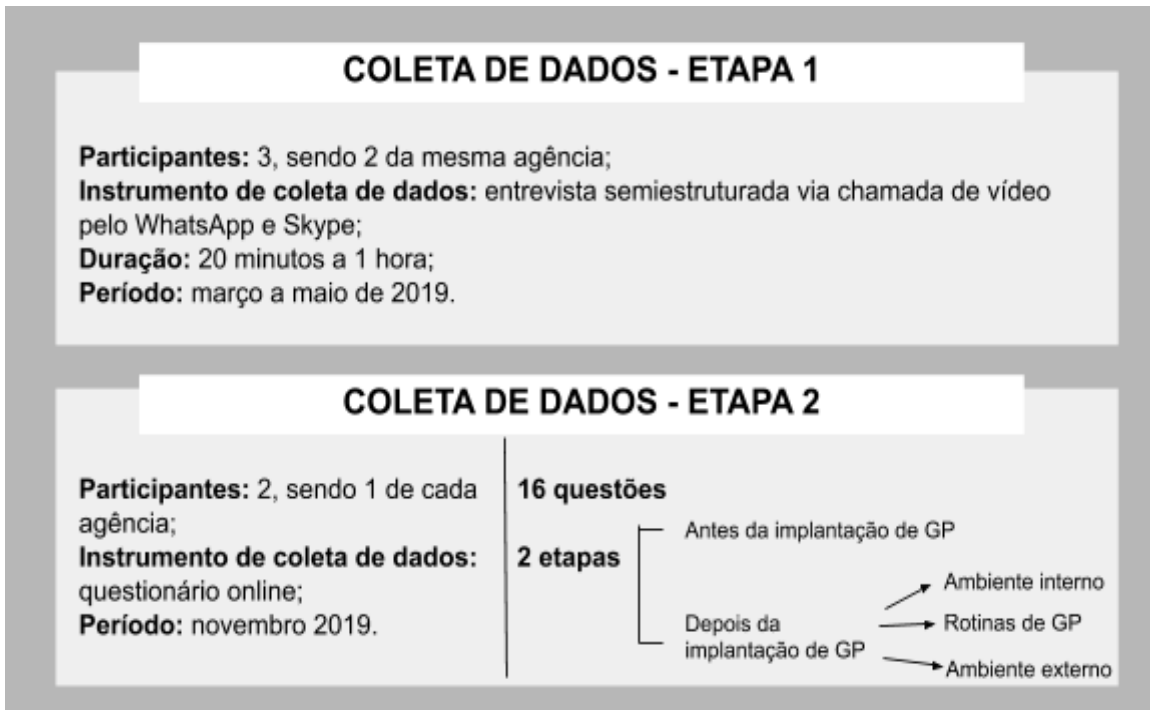 COLETA DE DADOS - ETAPA 1
Participantes: 3, sendo 2 da mesma agência;
Instrumento de coleta de dados: entrevista semiestruturada via chamada de vídeo
pelo WhatsApp e Skype;
Duração: 20 minutos a 1 hora;
Período: março a maio de 2019.
COLETA DE DADOS - ETAPA 2
Participantes: 2, sendo 1 de cada
agência;
Instrumento de coleta de dados:
questionário online;
Período: novembro 2019.
16 questões
2 etapas
Antes da implantação de GP
Depois da
implantação de GP
Ambiente interno
Rotinas de GP
Ambiente externo